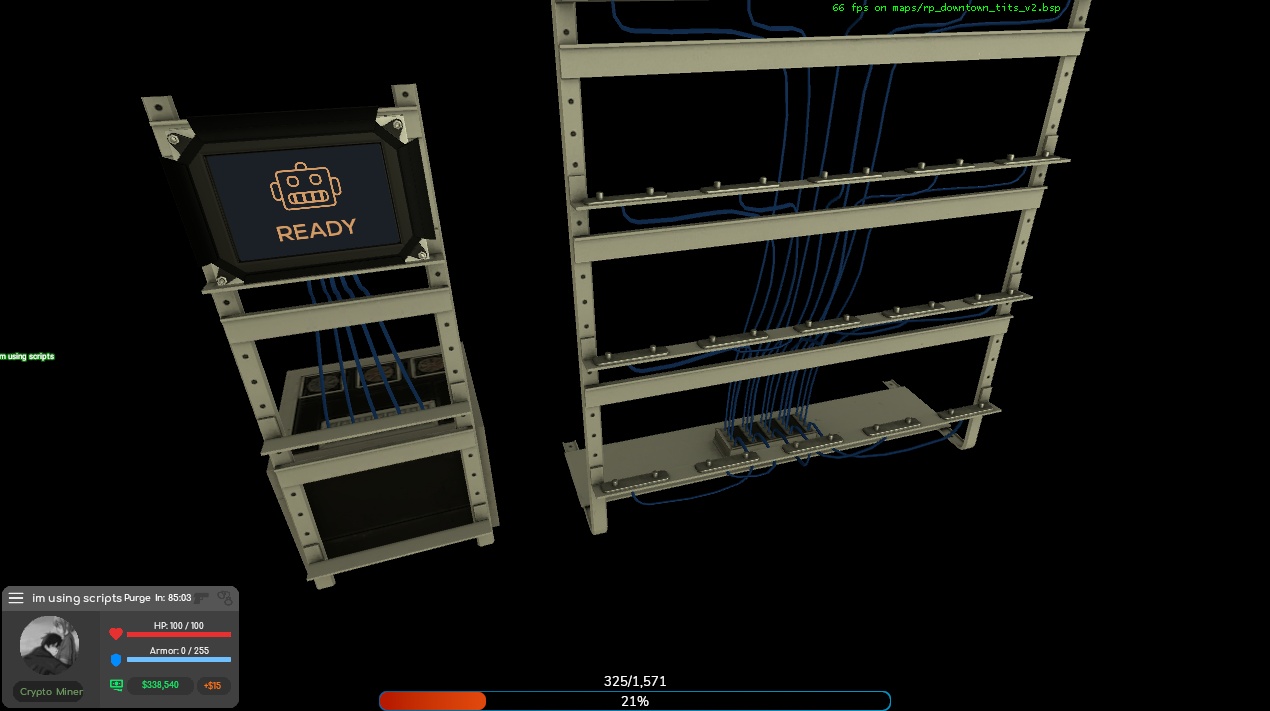 66 fps on maps/rp_downtown_tits_v2.bsp
READY
m using scripts
im using scripts Purge In: 85:03
HP: 100 / 100
Armor: 0 / 255
Crypto Miner
$338,540
+$15
325/1,571
21%